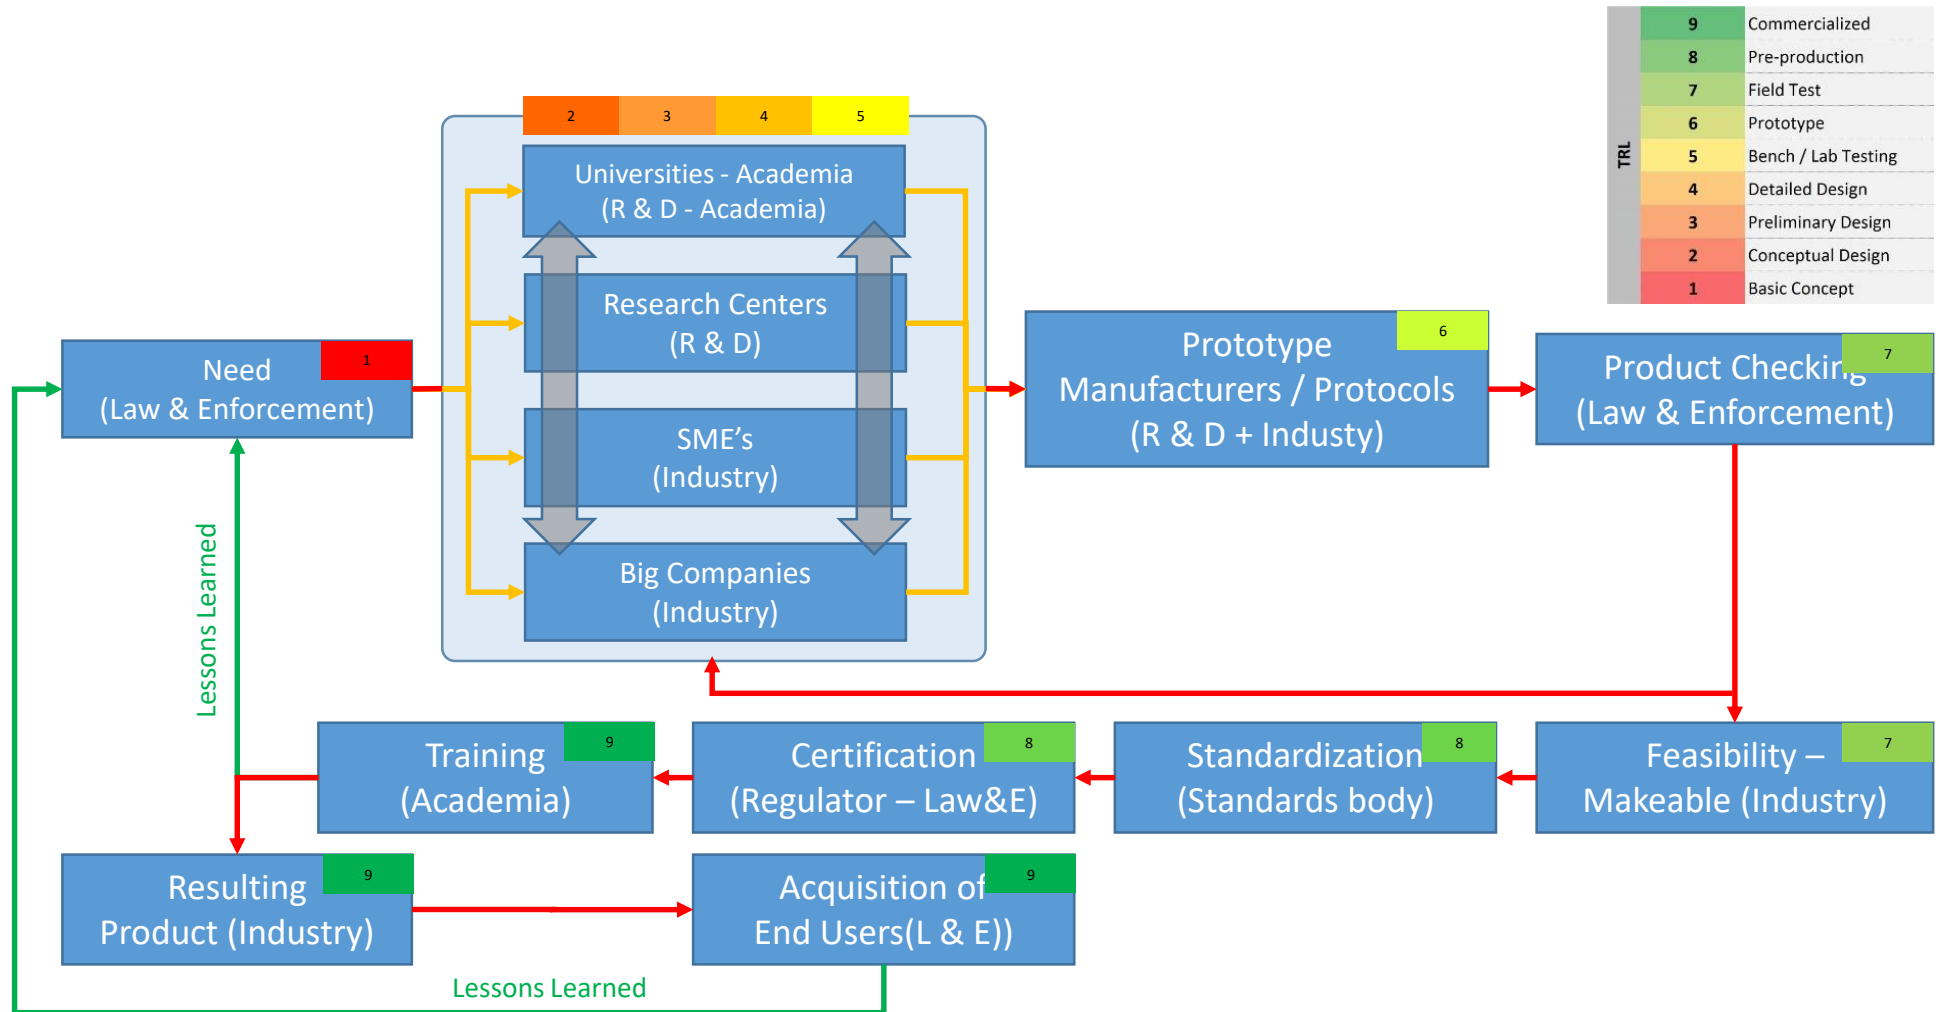 TRL
9 Commercialized
8 Pre-production
7 Field Test
6 Prototype
5 Bench / Lab Testing
4 Detailed Design
3 Preliminary Design
2 Conceptual Design
1 Basic Concept
2 3 4 5
Universities - Academia
(R & D - Academia)
Research Centers
(R & D)
SME's
(Industry)
Big Companies
(Industry)
1
Need
(Law & Enforcement)
6
Prototype
Manufacturers / Protocols
(R & D + Industy)
7
Product Checking
(Law & Enforcement)
7
Feasibility –
Makeable (Industry)
8
Standardization
(Standards body)
8
Certification
(Regulator – Law&E)
9
Training
(Academia)
Lessons Learned
9
Resulting
Product (Industry)
9
Acquisition of
End Users(L & E))
Lessons Learned